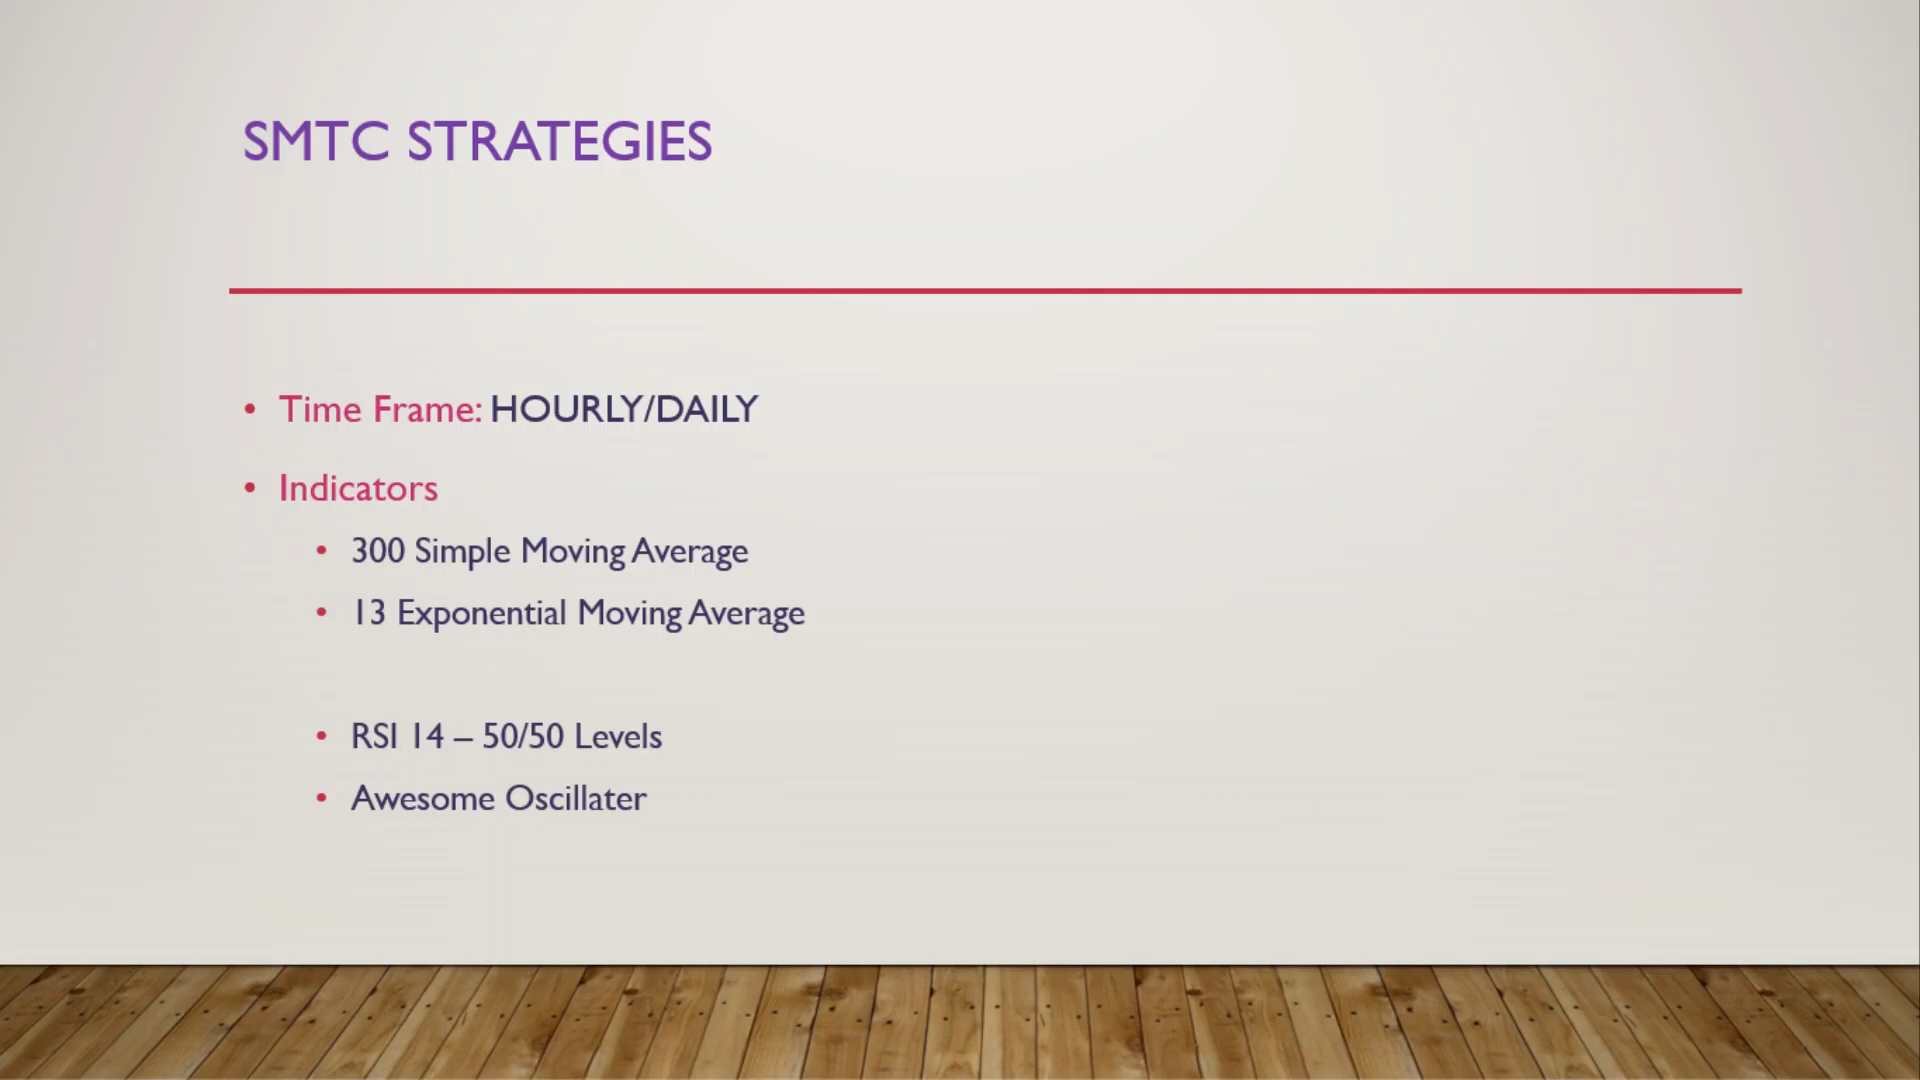 SMTC STRATEGIES
• Time Frame: HOURLY/DAILY
• Indicators
• 300 Simple Moving Average
• 13 Exponential Moving Average
• RSI 14 – 50/50 Levels
• Awesome Oscillater